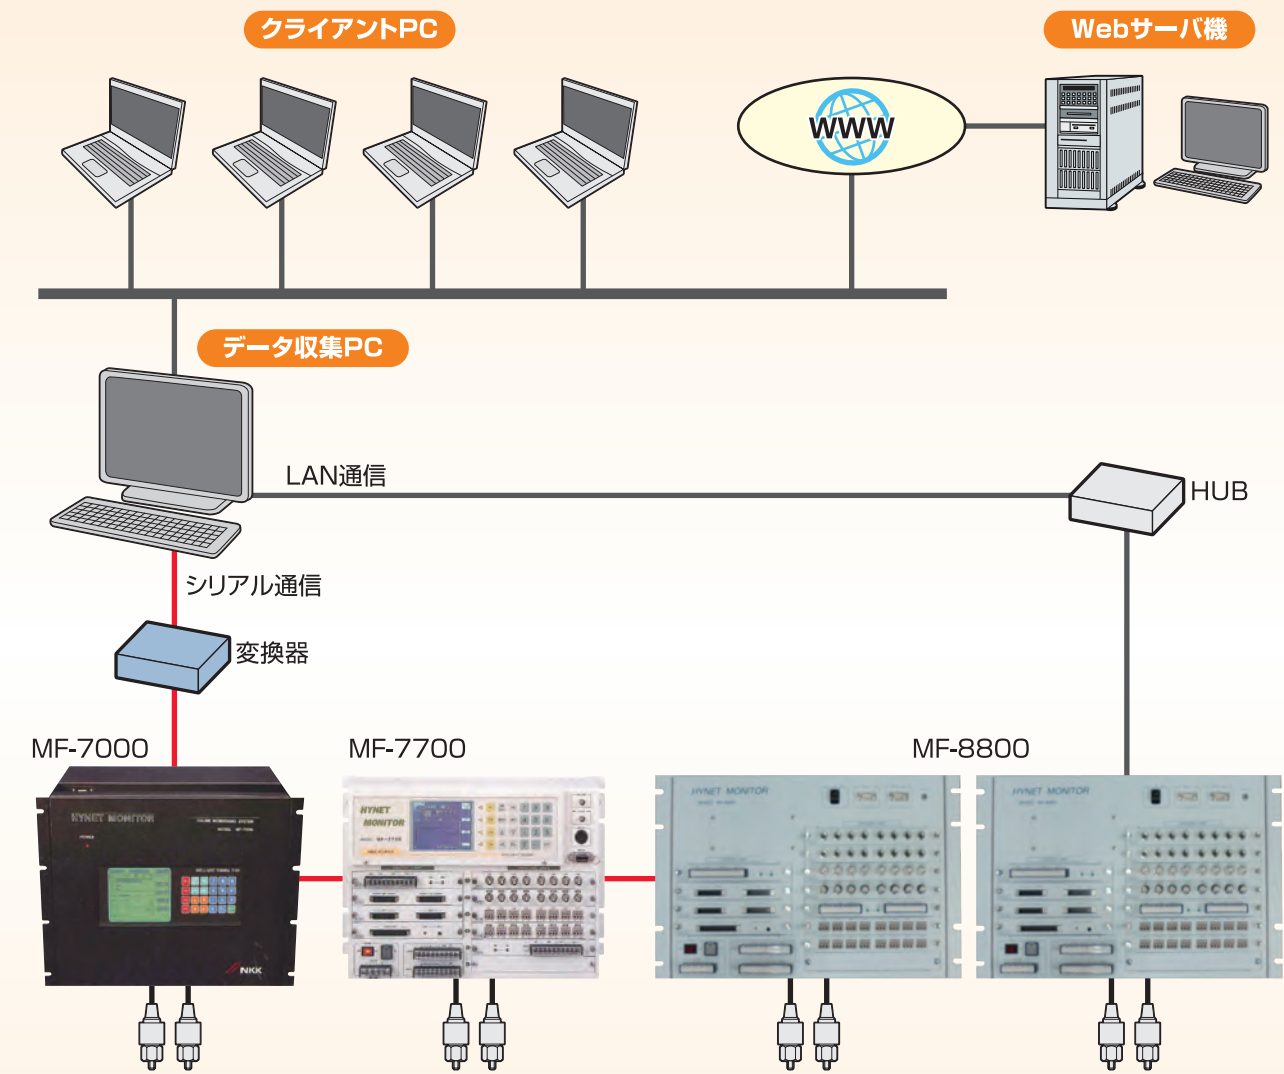 クライアントPC
Webサーバ機
WWW
データ収集PC
LAN通信
HUB
シリアル通信
変換器
MF-7000
MF-7700
MF-8800
HYNET MONITOR
POWER
NKK
HYNET
MONITOR
HYNET MONITOR
HYNET MONITOR